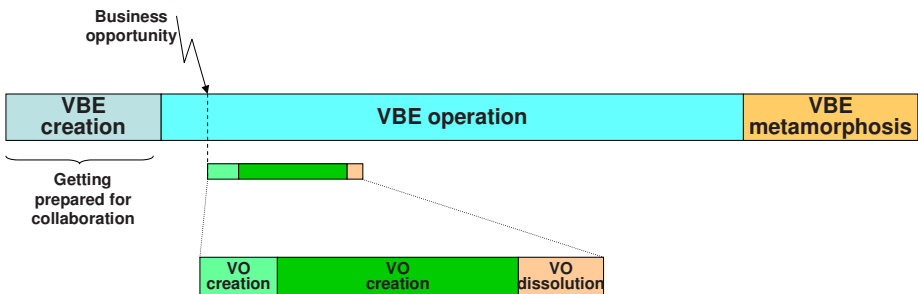 Business
opportunity
VBE
creation
VBE operation
VBE
metamorphosis
Getting
prepared for
collaboration
VO
creation
VO
creation
VO
dissolution